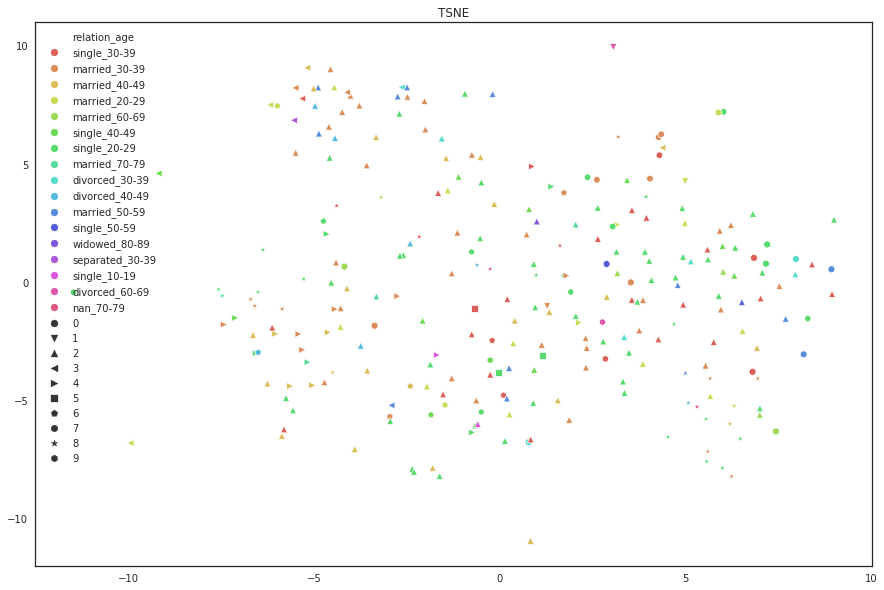 TSNE
relation_age
single_30-39
married_30-39
married_40-49
married_20-29
married_60-69
single_40-49
single_20-29
married_70-79
divorced_30-39
divorced_40-49
married_50-59
single_50-59
widowed_80-89
separated_30-39
single_10-19
divorced_60-69
nan_70-79
0
1
2
3
4
5
6
7
8
9
10
5
0
−5
−10
−10
−5
0
5
10